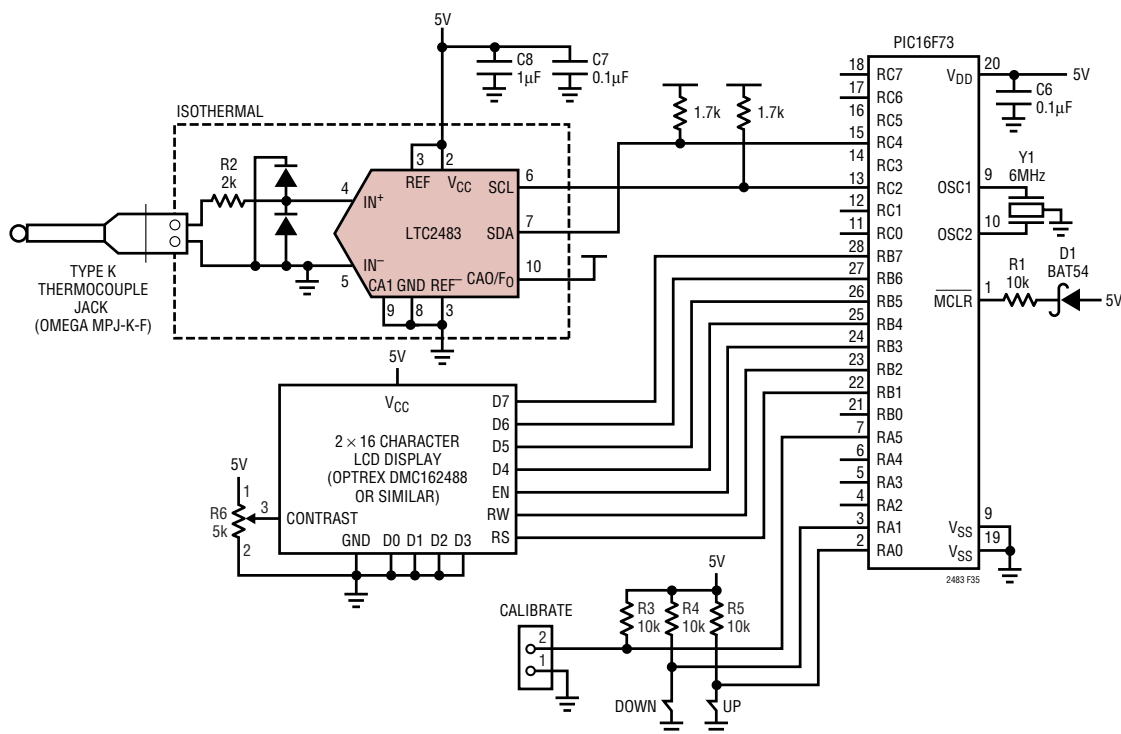 5V
C8
1µF
C7
0.1µF
ISOTHERMAL
R2
2k
4
IN+
3
REF
2
VCC
SCL
6
LTC2483
SDA
7
IN−
5
CA1
GND
REF−
CAO/FO
10
9
8
3
TYPE K
THERMOCOUPLE
JACK
(OMEGA MPJ-K-F)
1.7k
1.7k
PIC16F73
18
RC7
17
RC6
16
RC5
15
RC4
14
RC3
13
RC2
12
RC1
11
RC0
28
RB7
27
RB6
26
RB5
25
RB4
24
RB3
23
RB2
22
RB1
21
RB0
7
RA5
6
RA4
5
RA3
4
RA2
3
RA1
2
RA0
VDD
20
5V
C6
0.1µF
Y1
6MHz
OSC1
9
OSC2
10
D1
BAT54
R1
10k
MCLR
1
5V
VSS
9
VSS
19
2483 F35
5V
VCC
2 × 16 CHARACTER
LCD DISPLAY
(OPTREX DMC162488
OR SIMILAR)
D7
D6
D5
D4
EN
RW
RS
5V
1
R6
5k
3
2
CONTRAST
GND
D0
D1
D2
D3
5V
CALIBRATE
2
1
R3
10k
R4
10k
R5
10k
DOWN
UP